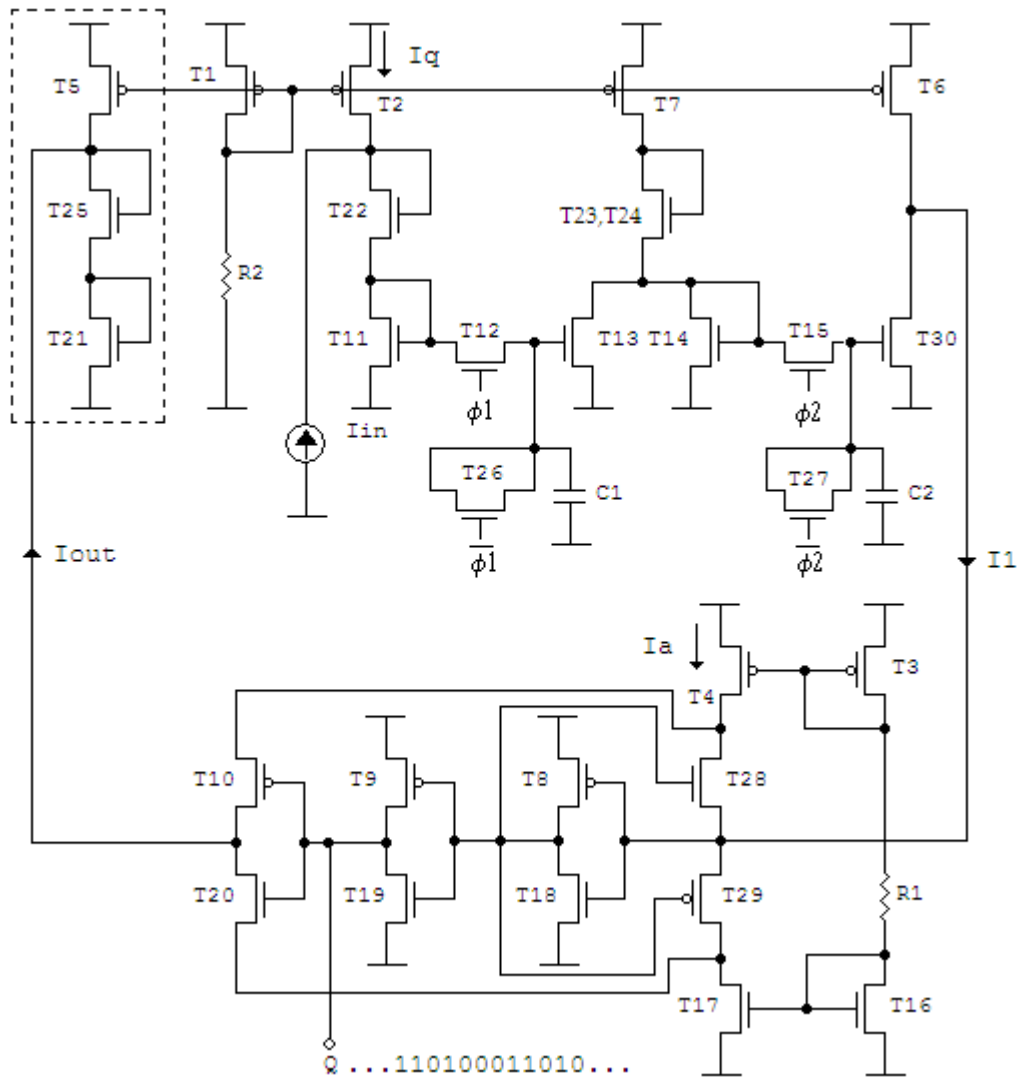 Iq
T5
T1
T2
T7
T6
T25
T22
T23,T24
R2
T21
T11
T12
T13
T14
T15
T30
ϕ1
ϕ2
Iin
T26
C1
T27
C2
Iout
ϕ1
ϕ2
I1
Ia
T4
T3
T10
T9
T8
T28
T20
T19
T18
T29
R1
T17
T16
Q ...110100011010...